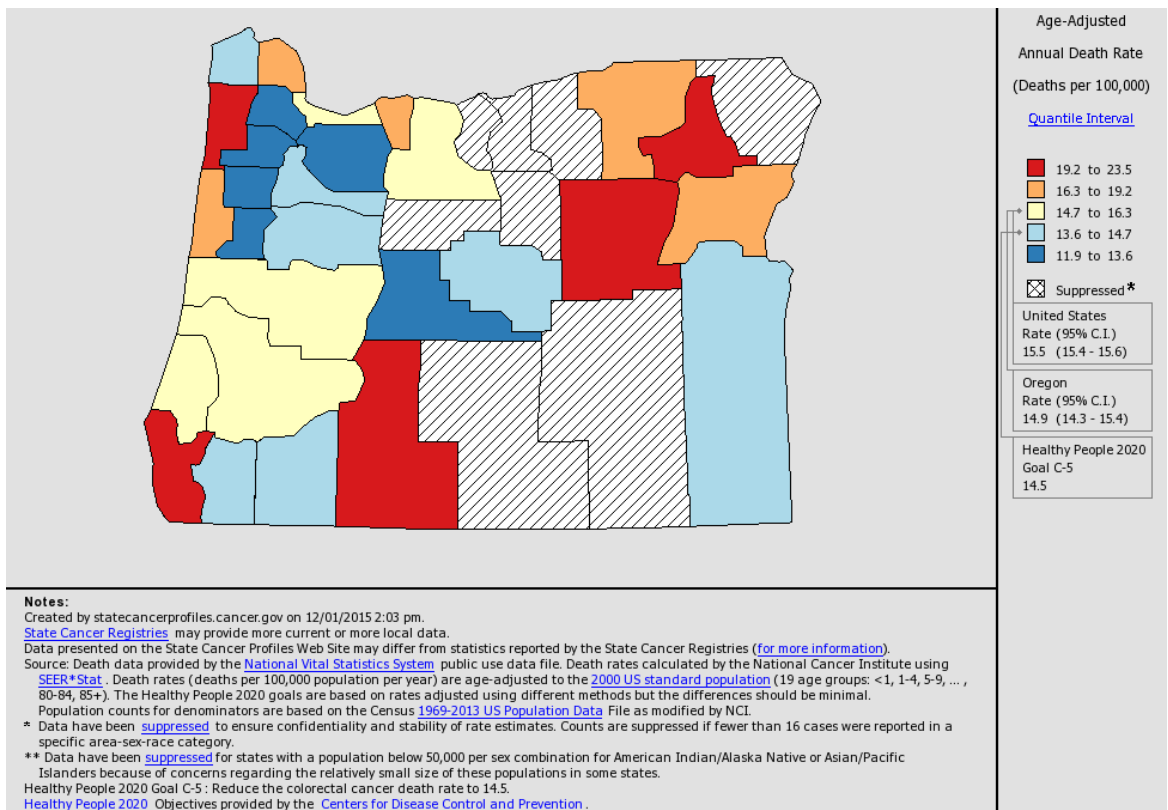 Age-Adjusted
Annual Death Rate
(Deaths per 100,000)
Quantile Interval
19.2 to 23.5
16.3 to 19.2
14.7 to 16.3
13.6 to 14.7
11.9 to 13.6
Suppressed *
United States
Rate (95% C.I.)
15.5 (15.4 - 15.6)
Oregon
Rate (95% C.I.)
14.9 (14.3 - 15.4)
Healthy People 2020
Goal C-5
14.5
Notes:
Created by statecancerprofiles.cancer.gov on 12/01/2015 2:03 pm.
State Cancer Registries may provide more current or more local data.
Data presented on the State Cancer Profiles Web Site may differ from statistics reported by the State Cancer Registries (for more information).
Source: Death data provided by the National Vital Statistics System public use data file. Death rates calculated by the National Cancer Institute using
SEER*Stat . Death rates (deaths per 100,000 population per year) are age-adjusted to the 2000 US standard population (19 age groups: <1, 1-4, 5-9, ... ,
80-84, 85+). The Healthy People 2020 goals are based on rates adjusted using different methods but the differences should be minimal.
Population counts for denominators are based on the Census 1969-2013 US Population Data File as modified by NCI.
* Data have been suppressed to ensure confidentiality and stability of rate estimates. Counts are suppressed if fewer than 16 cases were reported in a
specific area-sex-race category.
** Data have been suppressed for states with a population below 50,000 per sex combination for American Indian/Alaska Native or Asian/Pacific
Islanders because of concerns regarding the relatively small size of these populations in some states.
Healthy People 2020 Goal C-5 : Reduce the colorectal cancer death rate to 14.5.
Healthy People 2020 Objectives provided by the Centers for Disease Control and Prevention .